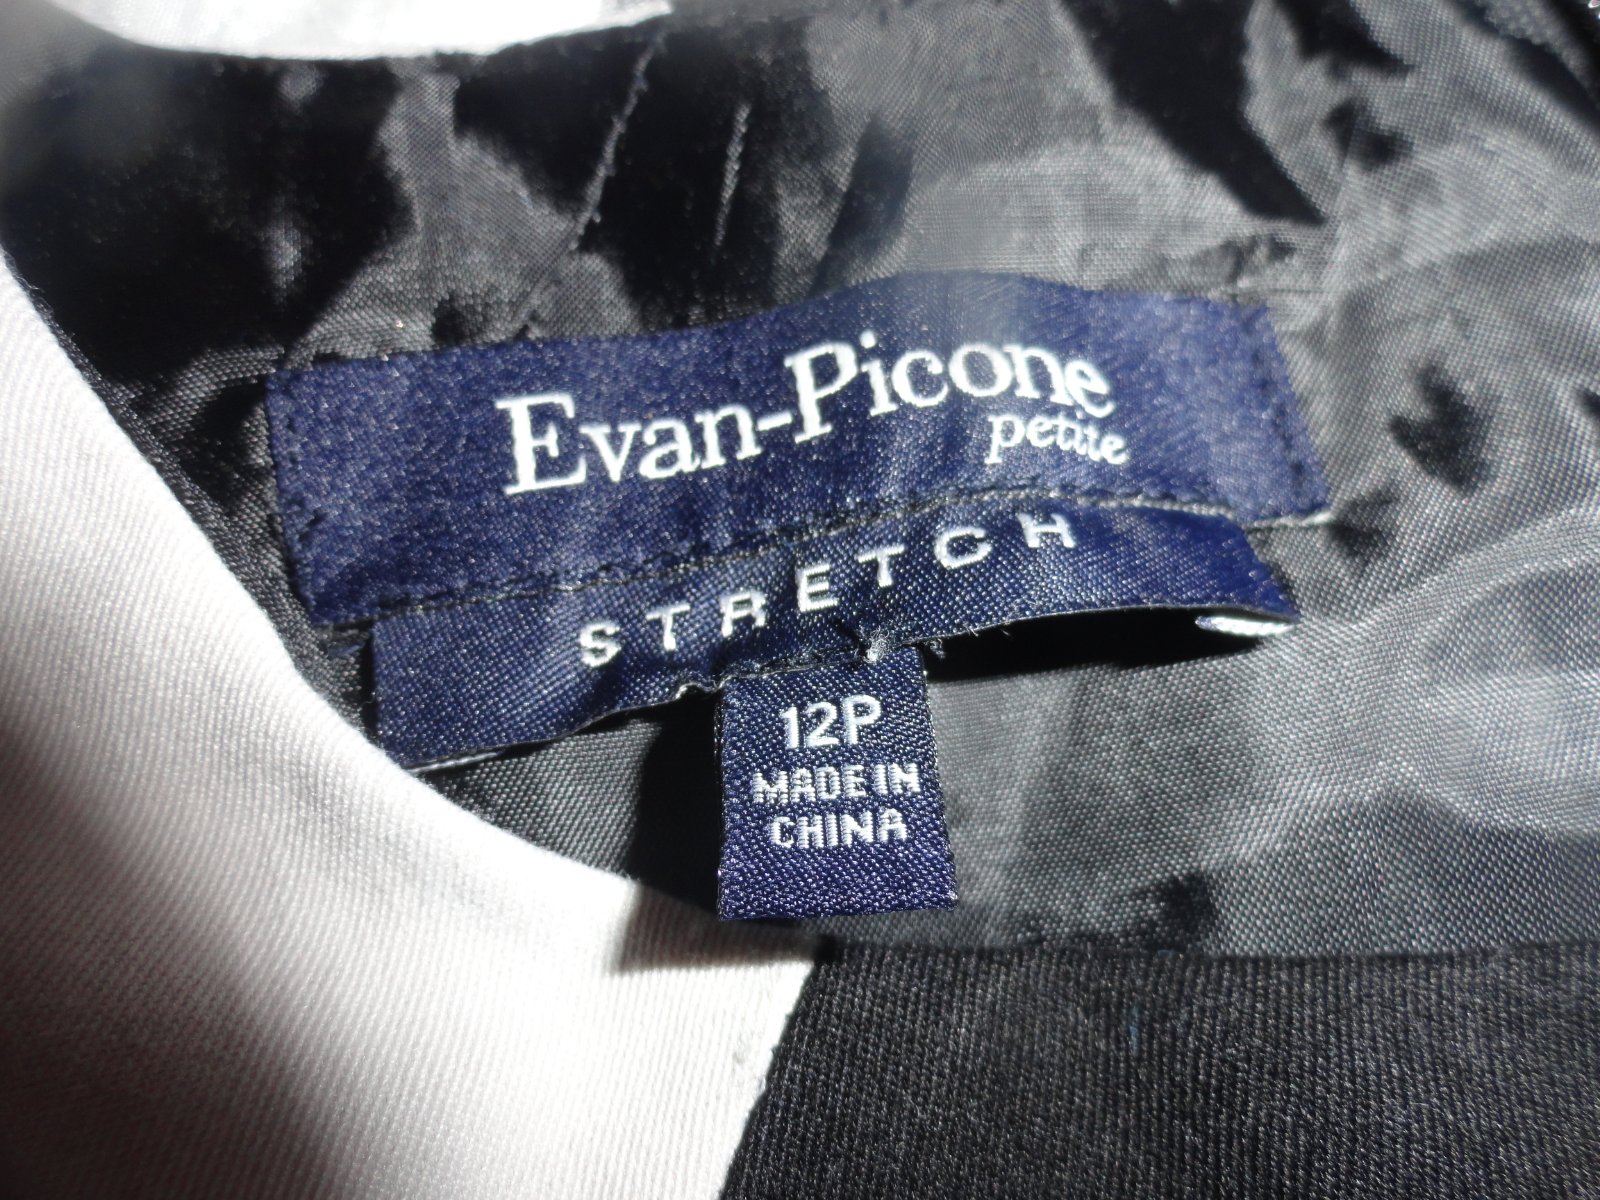 Evan-Picone
petite
STRETCH
12P
MADE IN
CHINA